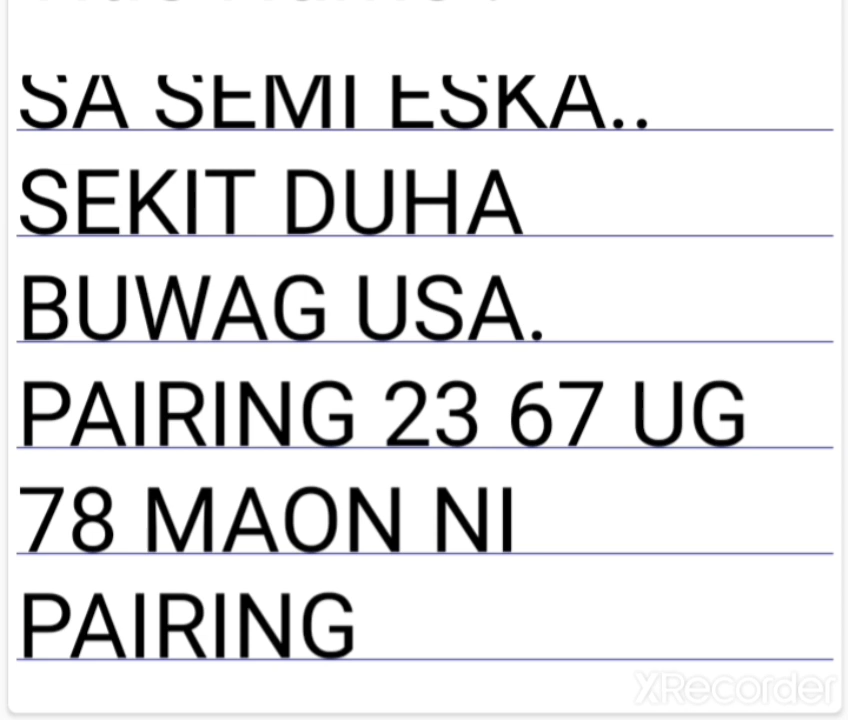 SA SEMI ESKA..
SEKIT DUHA
BUWAG USA.
PAIRING 23 67 UG
78 MAON NI
PAIRING
XRecorder